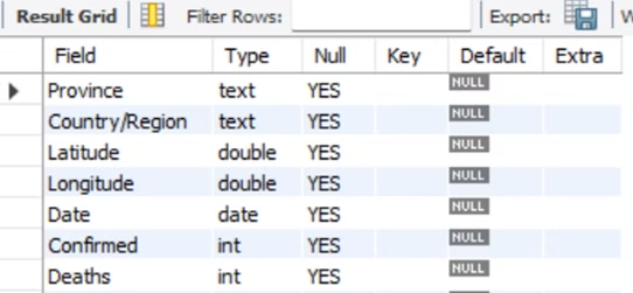 Result Grid Filter Rows: Export:
Field Type Null Key Default Extra
Province text YES NULL
Country/Region text YES NULL
Latitude double YES NULL
Longitude double YES NULL
Date date YES NULL
Confirmed int YES NULL
Deaths int YES NULL